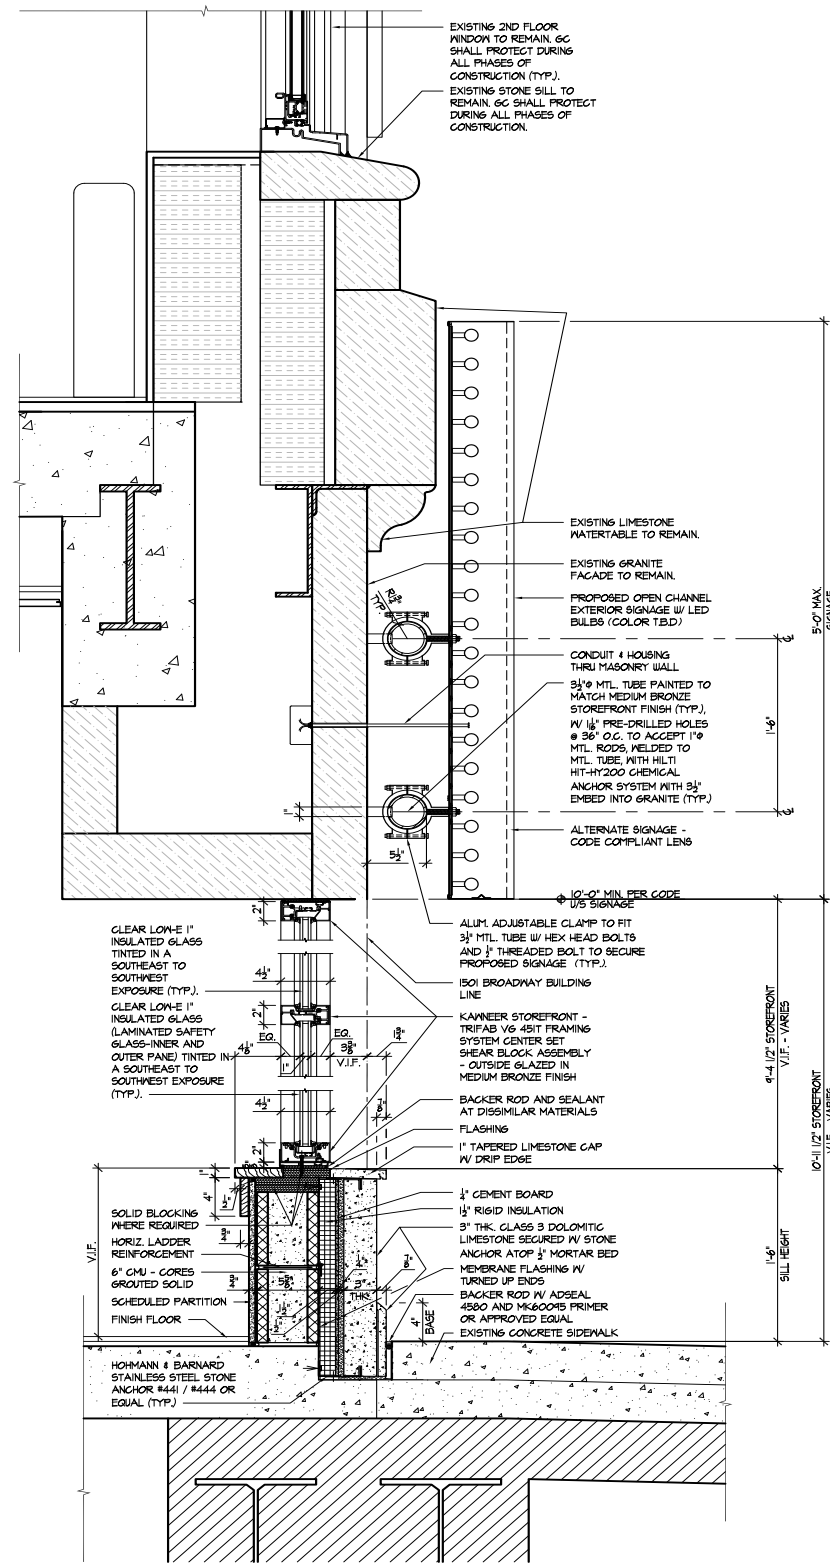 EXISTING 2ND FLOOR
WINDOW TO REMAIN. GC
SHALL PROTECT DURING
ALL PHASES OF
CONSTRUCTION (TYP.).
EXISTING STONE SILL TO
REMAIN. GC SHALL PROTECT
DURING ALL PHASES OF
CONSTRUCTION.
EXISTING LIMESTONE
WATERTABLE TO REMAIN.
EXISTING GRANITE
FACADE TO REMAIN.
PROPOSED OPEN CHANNEL
EXTERIOR SIGNAGE W/ LED
BULBS (COLOR T.B.D)
CONDUIT & HOUSING
THRU MASONRY WALL
3½"Φ MTL. TUBE PAINTED TO
MATCH MEDIUM BRONZE
STOREFRONT FINISH (TYP.),
PRE-DRILLED HOLES
@ 36" O.C. TO ACCEPT 1"Φ
MTL. RODS, WELDED TO
MTL. TUBE, WITH HILTI
HIT-HY200 CHEMICAL
ANCHOR SYSTEM WITH 3½"
EMBED INTO GRANITE (TYP.)
ALTERNATE SIGNAGE -
CODE COMPLIANT LENS
10'-0" MIN. PER CODE
U/S SIGNAGE
5'-0" MAX.
SIGNAGE
1'-6"
TYP.
1"
5½"
ALUM. ADJUSTABLE CLAMP TO FIT
3½" MTL. TUBE W/ HEX HEAD BOLTS
AND ½" THREADED BOLT TO SECURE
PROPOSED SIGNAGE (TYP.).
1501 BROADWAY BUILDING
LINE
KAWNEER STOREFRONT -
TRIFAB VG 451T FRAMING
SYSTEM CENTER SET
SHEAR BLOCK ASSEMBLY
- OUTSIDE GLAZED IN
MEDIUM BRONZE FINISH
BACKER ROD AND SEALANT
AT DISSIMILAR MATERIALS
FLASHING
1" TAPERED LIMESTONE CAP
W/ DRIP EDGE
CLEAR LOW-E 1"
INSULATED GLASS
TINTED IN A
SOUTHEAST TO
SOUTHWEST
EXPOSURE (TYP.).
CLEAR LOW-E 1"
INSULATED GLASS
(LAMINATED SAFETY
GLASS-INNER AND
OUTER PANE) TINTED IN
A SOUTHEAST TO
SOUTHWEST EXPOSURE
(TYP.).
2"
4½"
2"
EQ.
EQ.
1"
V.I.F.
4½"
2"
9'-4 1/2" STOREFRONT
V.I.F. - VARIES
10'-11 1/2" STOREFRONT
V.I.F. - VARIES
¼" CEMENT BOARD
1½" RIGID INSULATION
3" THK. CLASS 3 DOLOMITIC
LIMESTONE SECURED W/ STONE
ANCHOR ATOP ½" MORTAR BED
MEMBRANE FLASHING W/
TURNED UP ENDS
BACKER ROD W/ ADSEAL
4580 AND MK60095 PRIMER
OR APPROVED EQUAL
EXISTING CONCRETE SIDEWALK
1'-6"
SILL HEIGHT
SOLID BLOCKING
WHERE REQUIRED
HORIZ. LADDER
REINFORCEMENT
6" CMU - CORES
GROUTED SOLID
SCHEDULED PARTITION
FINISH FLOOR
HOHMANN & BARNARD
STAINLESS STEEL STONE
ANCHOR #441 / #444 OR
EQUAL (TYP.)
V.I.F.
1"
4"
THK.
4"
BASE